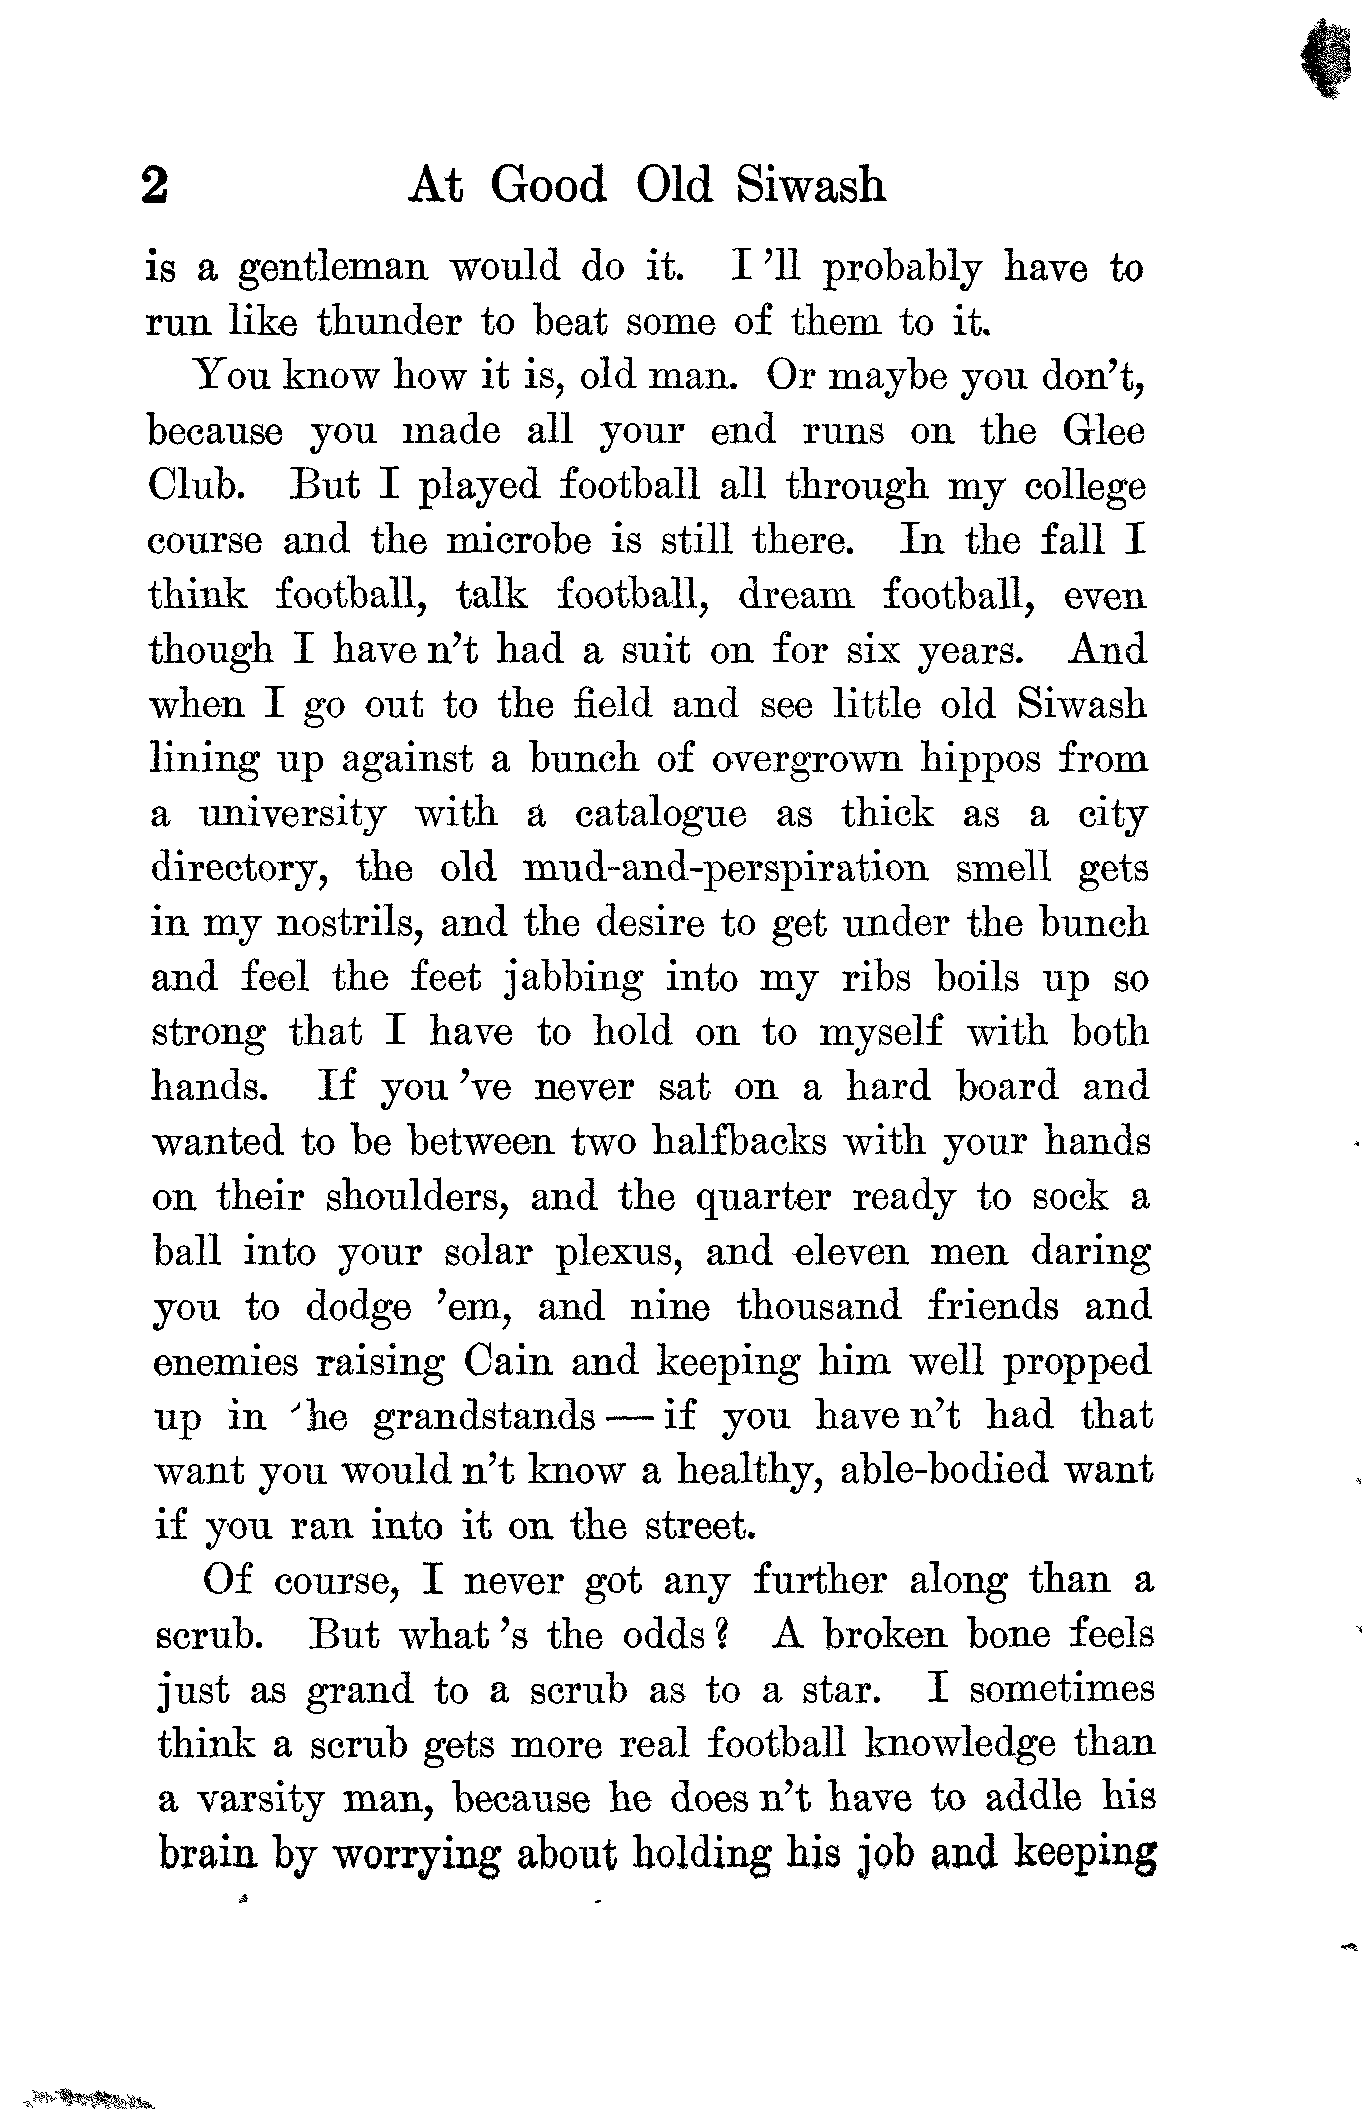 2 At Good Old Siwash
is a gentleman would do it. I 'll probably have to
run like thunder to beat some of them to it.
You know how it is, old man. Or maybe you don't,
because you made all your end runs on the Glee
Club. But I played football all through my college
course and the microbe is still there. In the fall I
think football, talk football, dream football, even
though I have n't had a suit on for six years. And
when I go out to the field and see little old Siwash
lining up against a bunch of overgrown hippos from
a university with a catalogue as thick as a city
directory, the old mud-and-perspiration smell gets
in my nostrils, and the desire to get under the bunch
and feel the feet jabbing into my ribs boils up so
strong that I have to hold on to myself with both
hands. If you 've never sat on a hard board and
wanted to be between two halfbacks with your hands
on their shoulders, and the quarter ready to sock a
ball into your solar plexus, and eleven men daring
you to dodge 'em, and nine thousand friends and
enemies raising Cain and keeping him well propped
up in 'he grandstands — if you have n't had that
want you would n't know a healthy, able-bodied want
if you ran into it on the street.
Of course, I never got any further along than a
scrub. But what 's the odds? A broken bone feels
just as grand to a scrub as to a star. I sometimes
think a scrub gets more real football knowledge than
a varsity man, because he does n't have to addle his
brain by worrying about holding his job and keeping